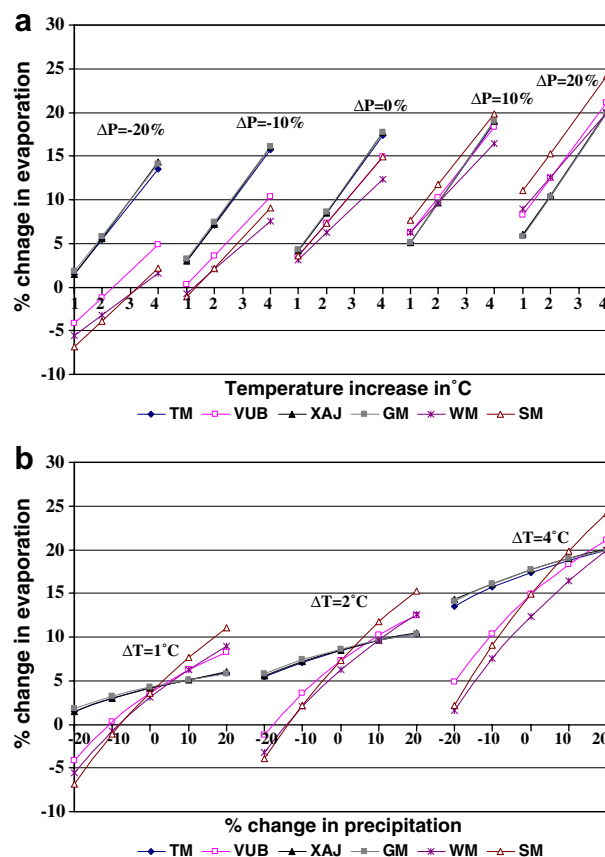 a
30
25
20
15
10
5
0
-5
-10
% chnage in evaporation
ΔP=-20%
ΔP=-10%
ΔP=0%
ΔP=10%
ΔP=20%
1 2 3 4 1 2 3 4 1 2 3 4 1 2 3 4 1 2 3 4
Temperature increase in˚C
TM VUB XAJ GM WM SM
b
30
25
20
15
10
5
0
-5
-10
% change in evaporation
ΔT=1˚C
ΔT=2˚C
ΔT=4˚C
-20 -10 0 10 20 -20 -10 0 10 20 -20 -10 0 10 20
% change in precipitation
TM VUB XAJ GM WM SM